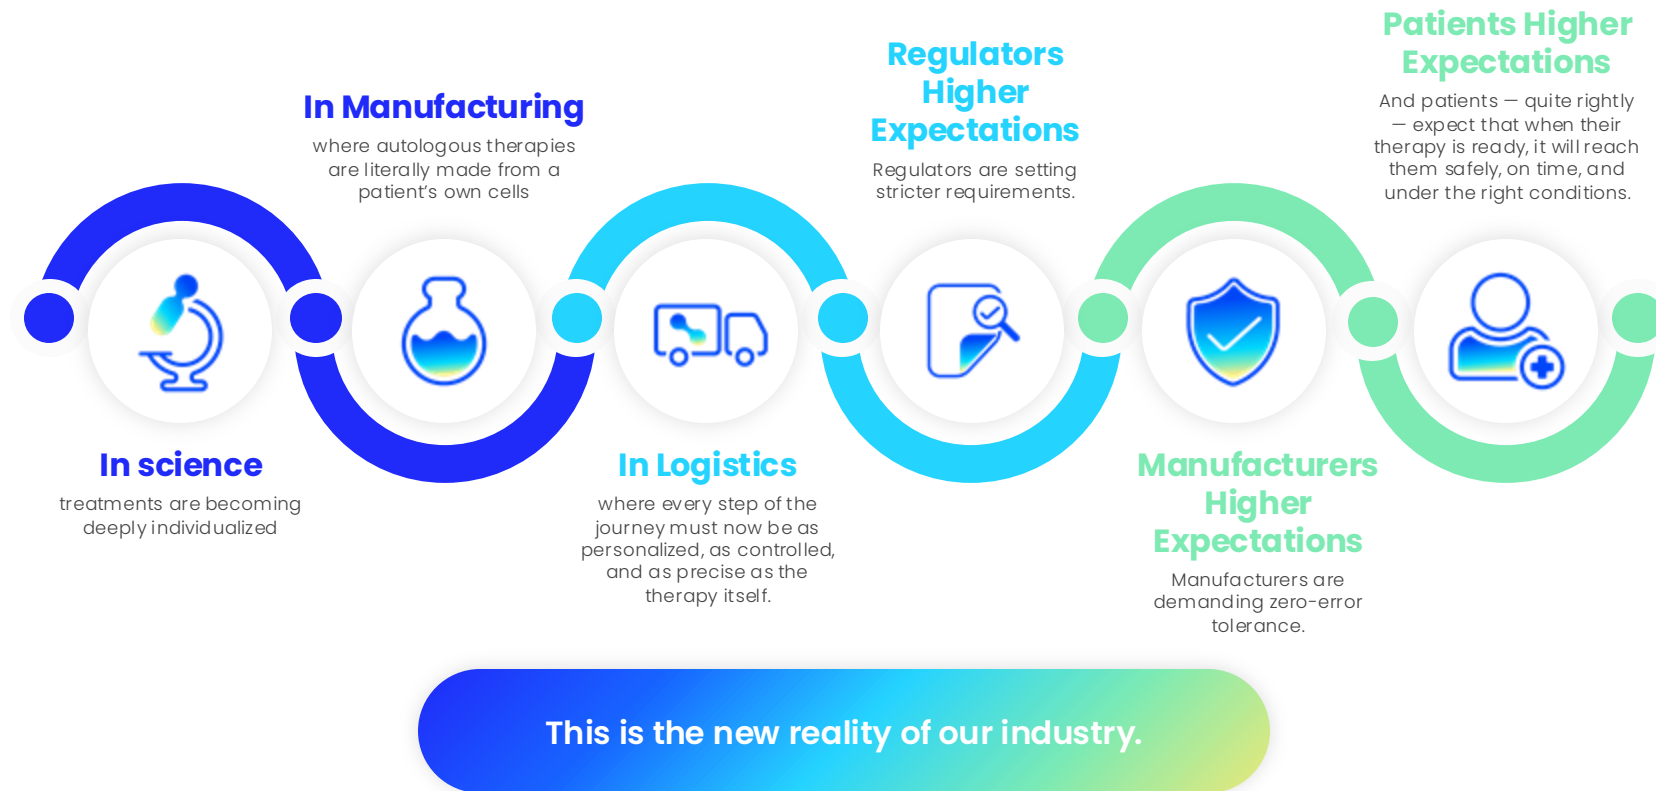 In science
treatments are becoming
deeply individualized
In Manufacturing
where autologous therapies
are literally made from a
patient's own cells
In Logistics
where every step of the
journey must now be as
personalized, as controlled,
and as precise as the
therapy itself.
Regulators
Higher
Expectations
Regulators are setting
stricter requirements.
Manufacturers
Higher
Expectations
Manufacturers are
demanding zero-error
tolerance.
Patients Higher
Expectations
And patients — quite rightly
— expect that when their
therapy is ready, it will reach
them safely, on time, and
under the right conditions.
This is the new reality of our industry.